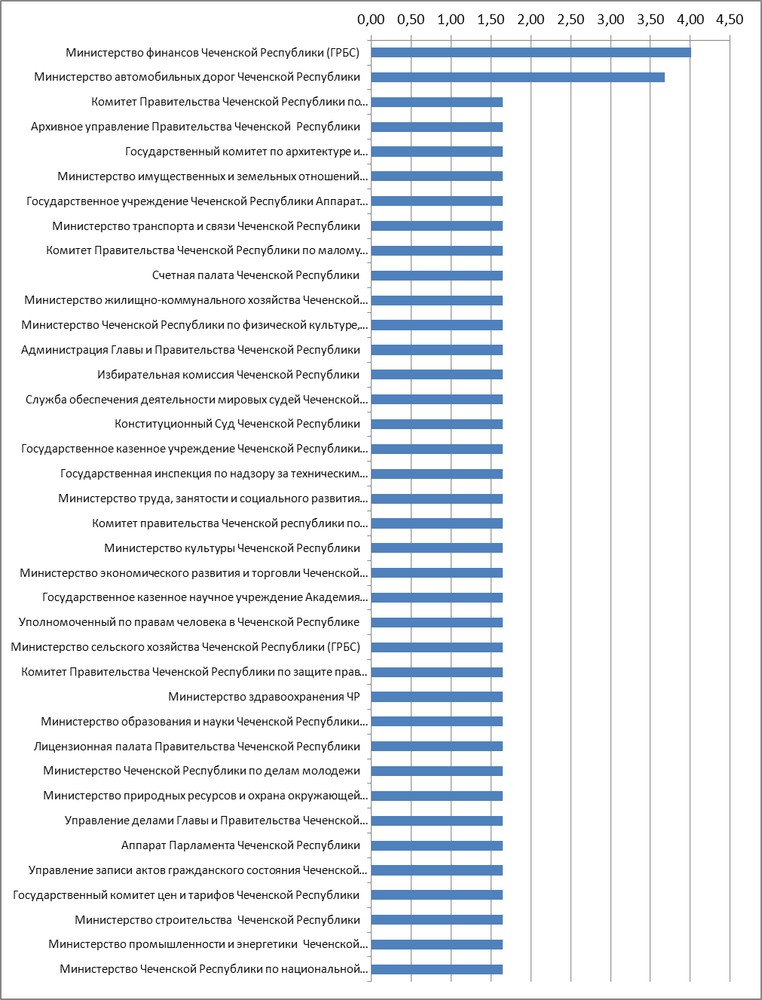 0,00 0,50 1,00 1,50 2,00 2,50 3,00 3,50 4,00 4,50
Министерство финансов Чеченской Республики (ГРБС)
Министерство автомобильных дорог Чеченской Республики
Комитет Правительства Чеченской Республики по...
Архивное управление Правительства Чеченской  Республики
Государственный комитет по архитектуре и...
Министерство имущественных и земельных отношений...
Государственное учреждение Чеченской Республики Аппарат...
Министерство транспорта и связи Чеченской Республики
Комитет Правительства Чеченской Республики по малому...
Счетная палата Чеченской Республики
Министерство жилищно-коммунального хозяйства Чеченской...
Министерство Чеченской Республики по физической культуре,...
Администрация Главы и Правительства Чеченской Республики
Избирательная комиссия Чеченской Республики
Служба обеспечения деятельности мировых судей Чеченской...
Конституционный Суд Чеченской Республики
Государственное казенное учреждение Чеченской Республики...
Государственная инспекция по надзору за техническим...
Министерство труда, занятости и социального развития...
Комитет правительства Чеченской республики по...
Министерство культуры Чеченской Республики
Министерство экономического развития и торговли Чеченской...
Государственное казенное научное учреждение Академия...
Уполномоченный по правам человека в Чеченской Республике
Министерство сельского хозяйства Чеченской Республики (ГРБС)
Комитет Правительства Чеченской Республики по защите прав...
Министерство здравоохранения ЧР
Министерство образования и науки Чеченской Республики...
Лицензионная палата Правительства Чеченской Республики
Министерство Чеченской Республики по делам молодежи
Министерство природных ресурсов и охрана окружающей...
Управление делами Главы и Правительства Чеченской...
Аппарат Парламента Чеченской Республики
Управление записи актов гражданского состояния Чеченской...
Государственный комитет цен и тарифов Чеченской Республики
Министерство строительства  Чеченской Республики
Министерство промышленности и энергетики  Чеченской...
Министерство Чеченской Республики по национальной...